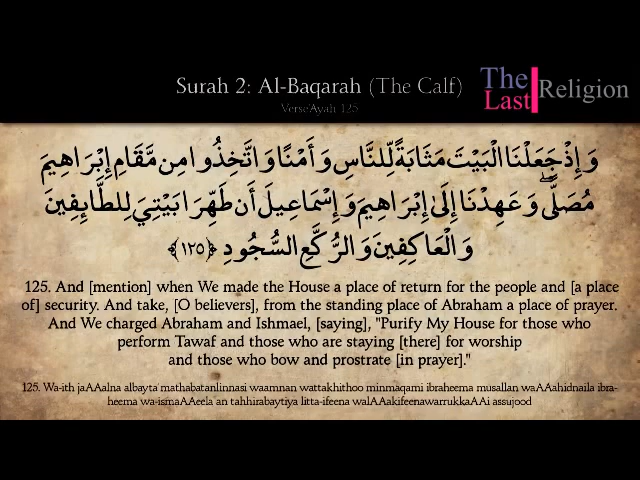 Surah 2: Al-Baqarah (The Calf)
Verse/Ayah 125
The
Last
Religion
وَإِذْ جَعَلْنَا الْبَيْتَ مَثَابَةً لِّلنَّاسِ وَأَمْنًا وَاتَّخِذُوا مِن مَّقَامِ إِبْرَاهِيمَ
مُصَلًّى ۖ وَعَهِدْنَا إِلَىٰ إِبْرَاهِيمَ وَإِسْمَاعِيلَ أَن طَهِّرَا بَيْتِيَ لِلطَّائِفِينَ
وَالْعَاكِفِينَ وَالرُّكَّعِ السُّجُودِ ﴿١٢٥﴾
125. And [mention] when We made the House a place of return for the people and [a place
of] security. And take, [O believers], from the standing place of Abraham a place of prayer.
And We charged Abraham and Ishmael, [saying], "Purify My House for those who
perform Tawaf and those who are staying [there] for worship
and those who bow and prostrate [in prayer]."
125. Wa-ith jaAAalna albayta mathabatanlinnasi waamnan wattakhithoo minmaqami ibraheema musallan waAAahidnaila ibra-
heema wa-ismaAAeela an tahhirabaytiya litta-ifeena walAAakifeenawarrukkaAAi assujood